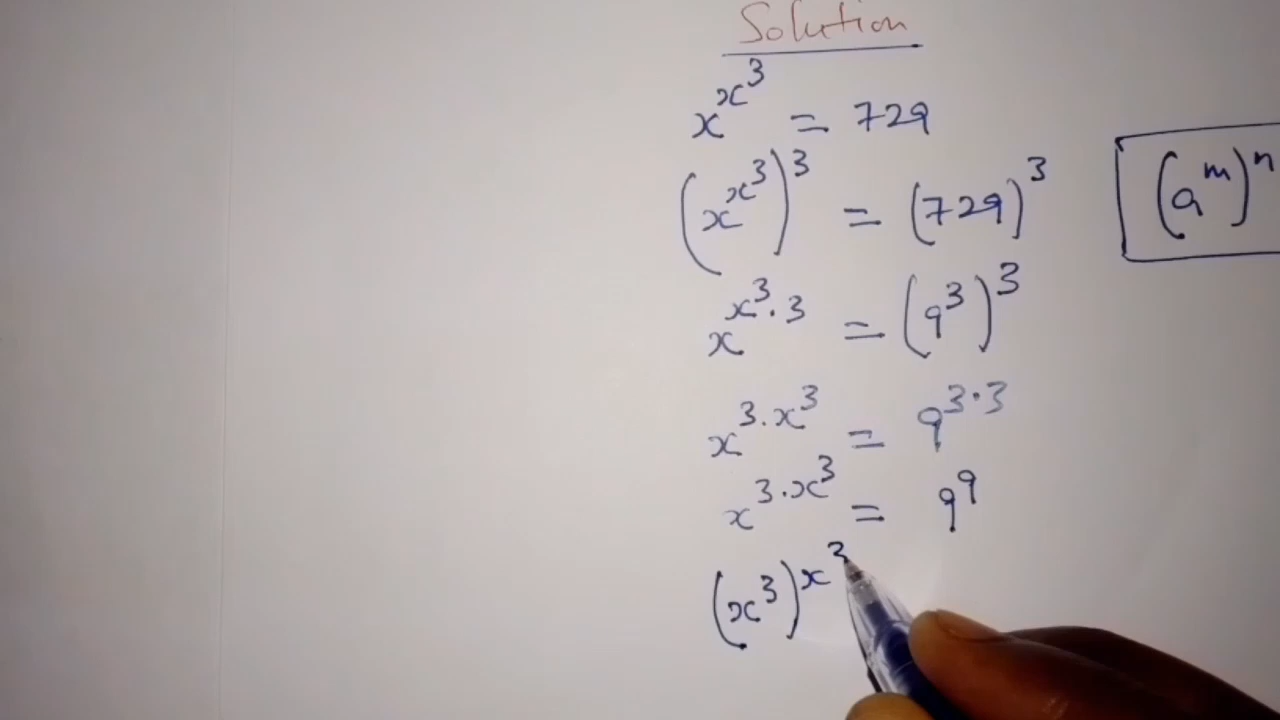 Solution
x^{x^3} = 729
(x^{x^3})^3 = (729)^3
(a^m)^n
x^{x^3·3} = (9^3)^3
x^{3·x^3} = 9^{3·3}
x^{3·x^3} = 9^9
(x^3)^{x^3}